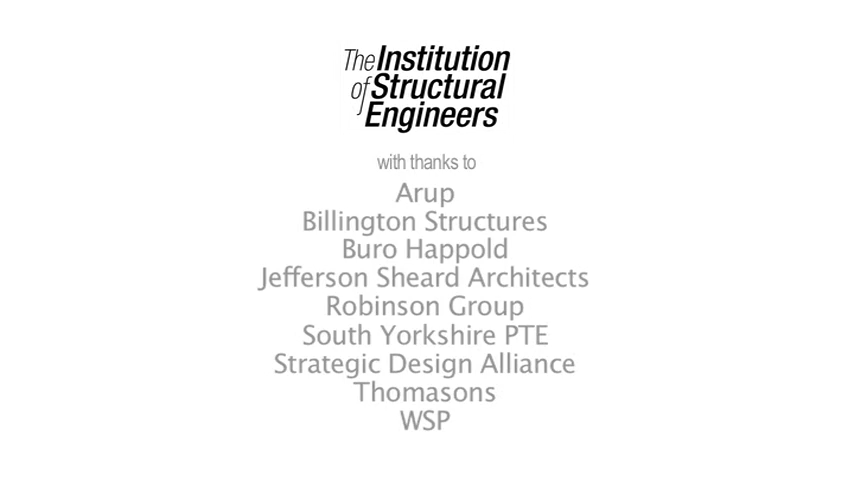 The Institution
of Structural
Engineers
with thanks to
Arup
Billington Structures
Buro Happold
Jefferson Sheard Architects
Robinson Group
South Yorkshire PTE
Strategic Design Alliance
Thomasons
WSP